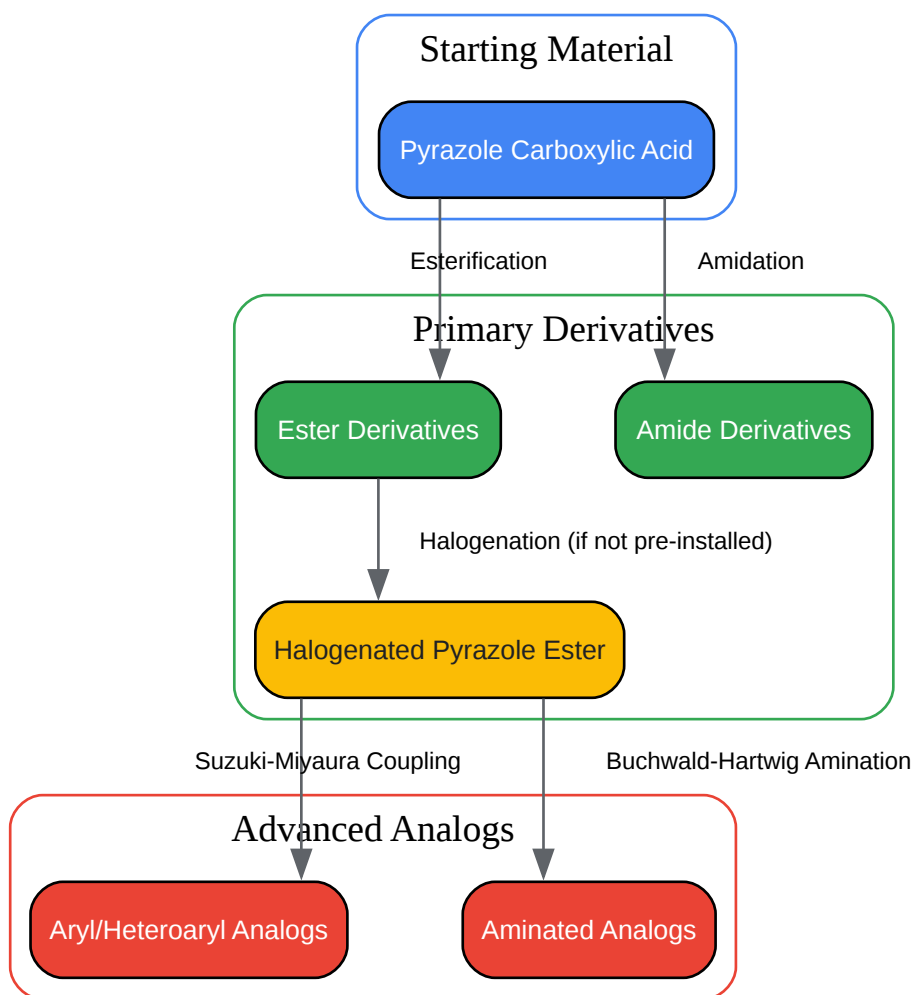 Starting Material
Pyrazole Carboxylic Acid
Esterification
Amidation
Primary Derivatives
Ester Derivatives
Amide Derivatives
Halogenation (if not pre-installed)
Halogenated Pyrazole Ester
Suzuki-Miyaura Coupling
Buchwald-Hartwig Amination
Advanced Analogs
Aryl/Heteroaryl Analogs
Aminated Analogs